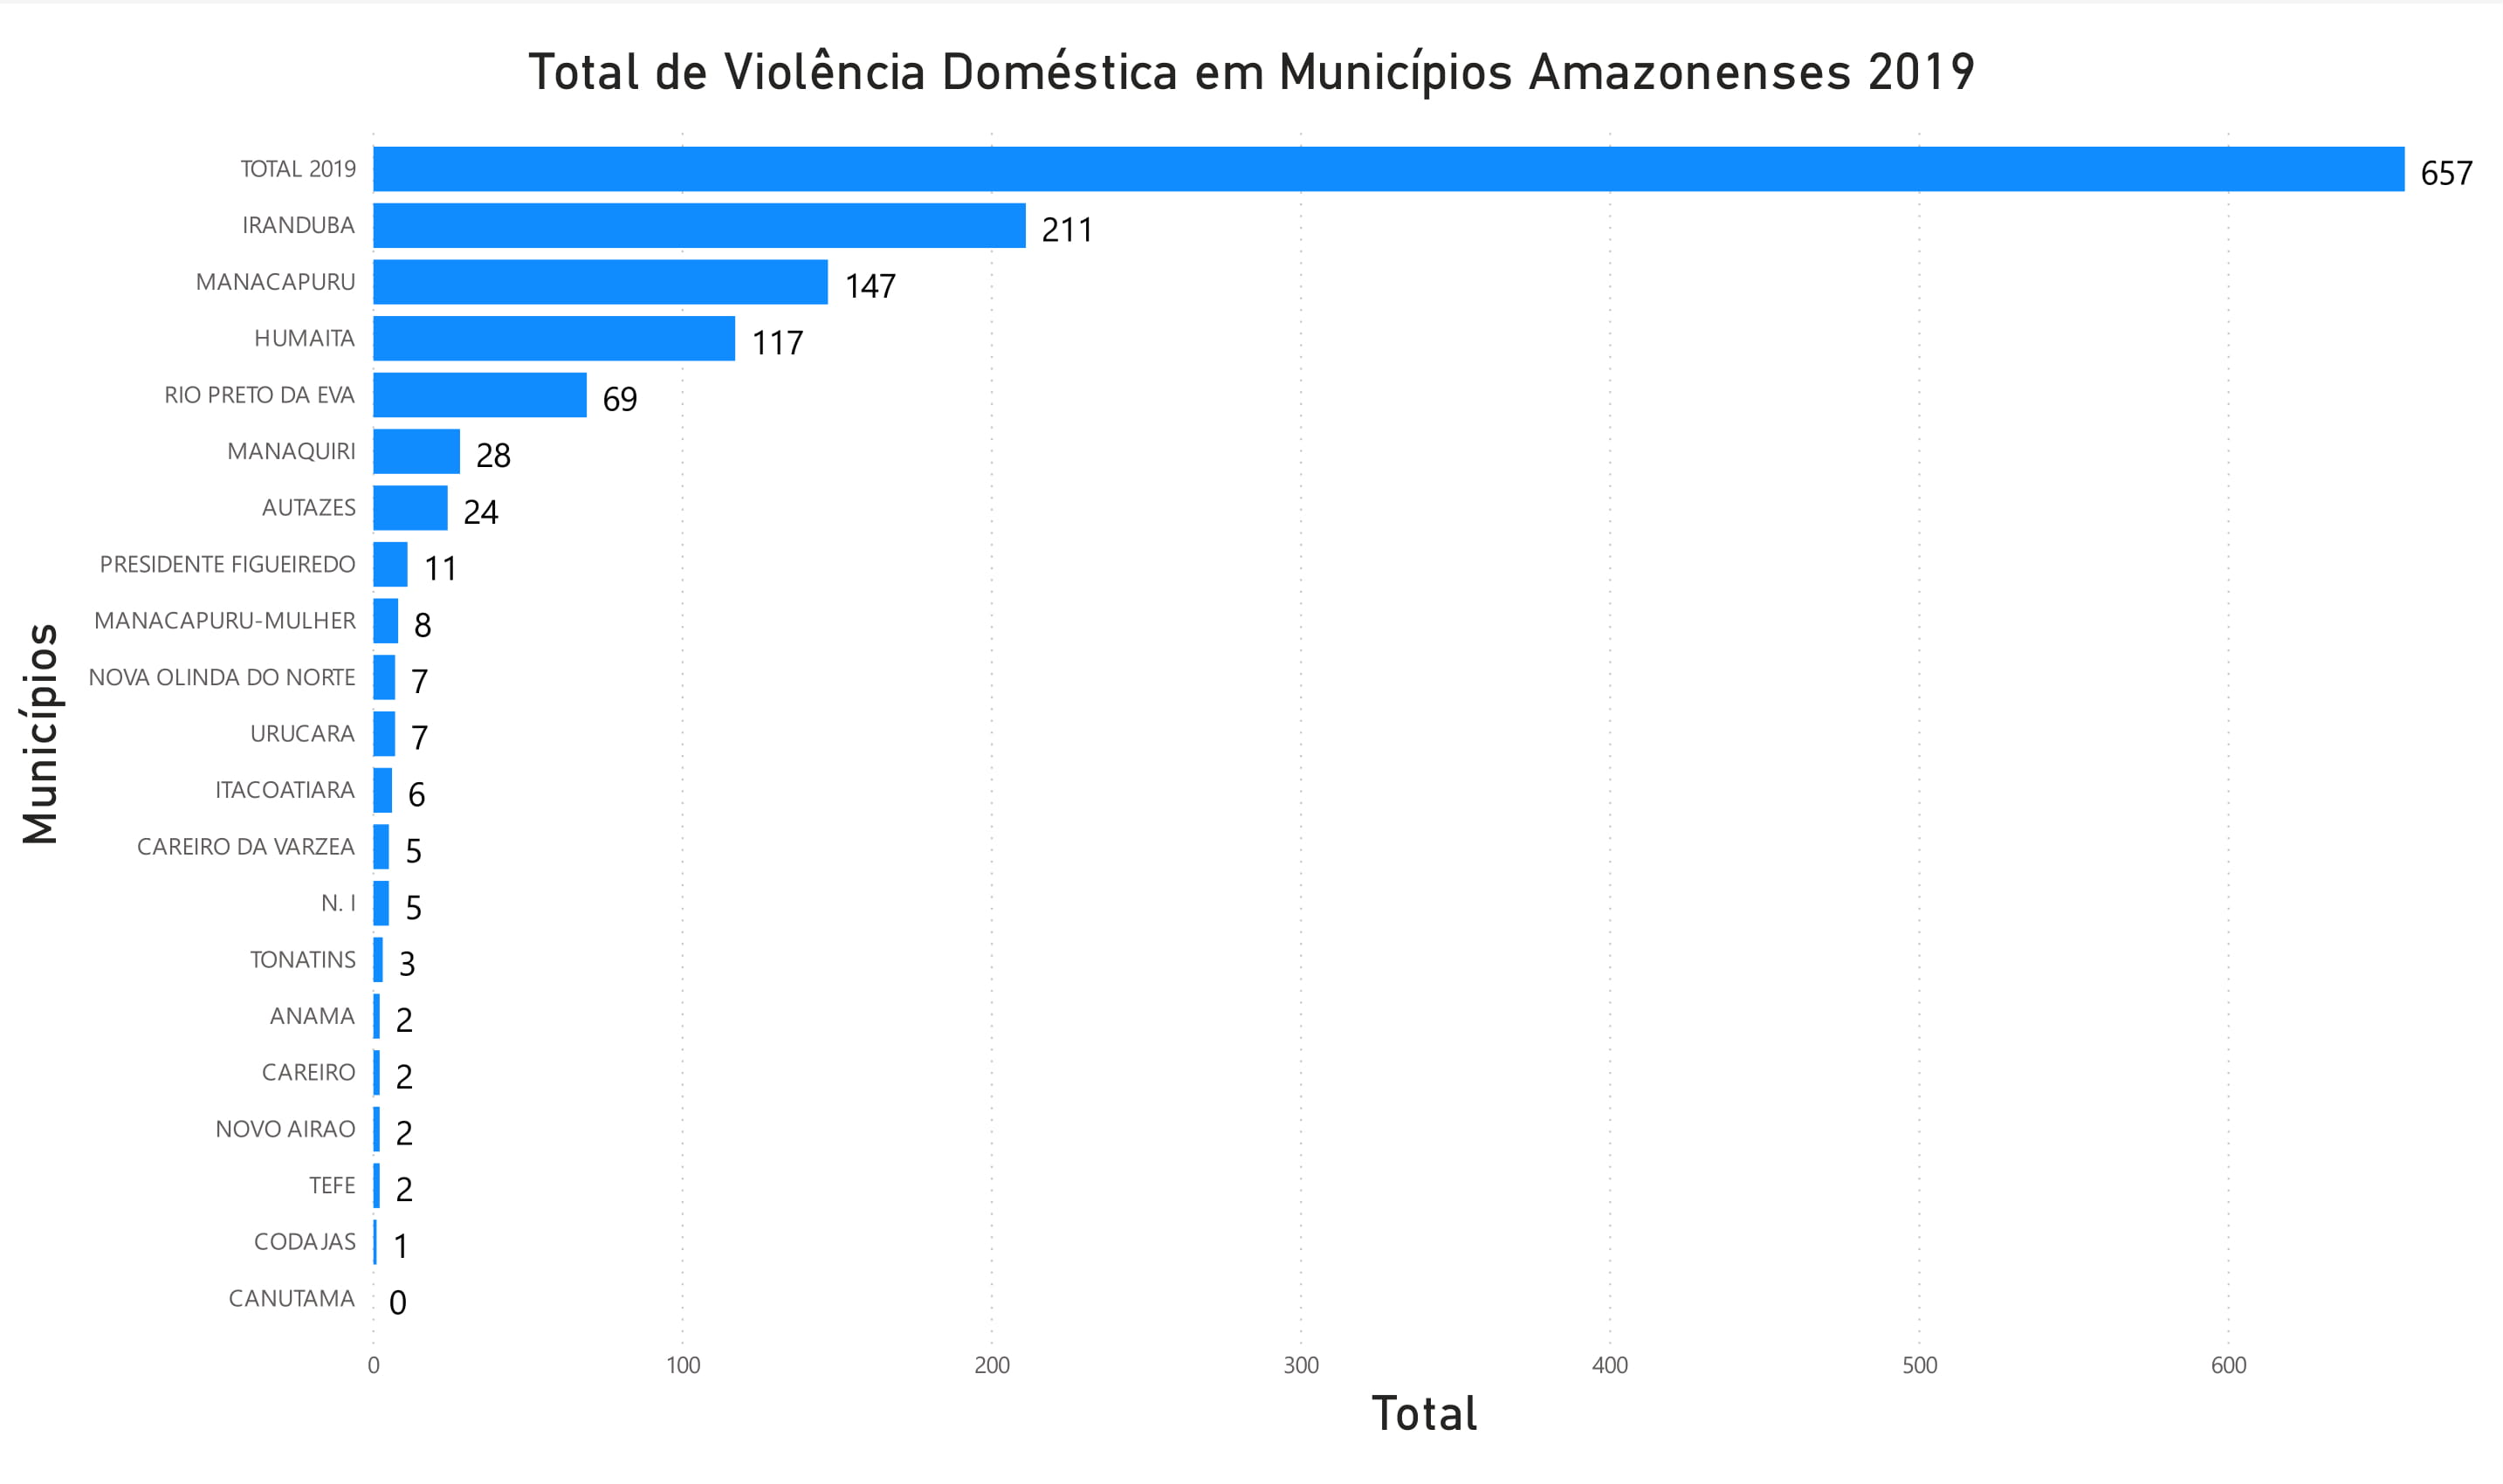 Total de Violência Doméstica em Municípios Amazonenses 2019
TOTAL 2019 657
IRANDUBA 211
MANACAPURU 147
HUMAITA 117
RIO PRETO DA EVA 69
MANAQUIRI 28
AUTAZES 24
PRESIDENTE FIGUEIREDO 11
MANACAPURU-MULHER 8
NOVA OLINDA DO NORTE 7
URUCARA 7
ITACOATIARA 6
CAREIRO DA VARZEA 5
N. I 5
TONATINS 3
ANAMA 2
CAREIRO 2
NOVO AIRAO 2
TEFE 2
CODAJAS 1
CANUTAMA 0
Municípios
0 100 200 300 400 500 600
Total